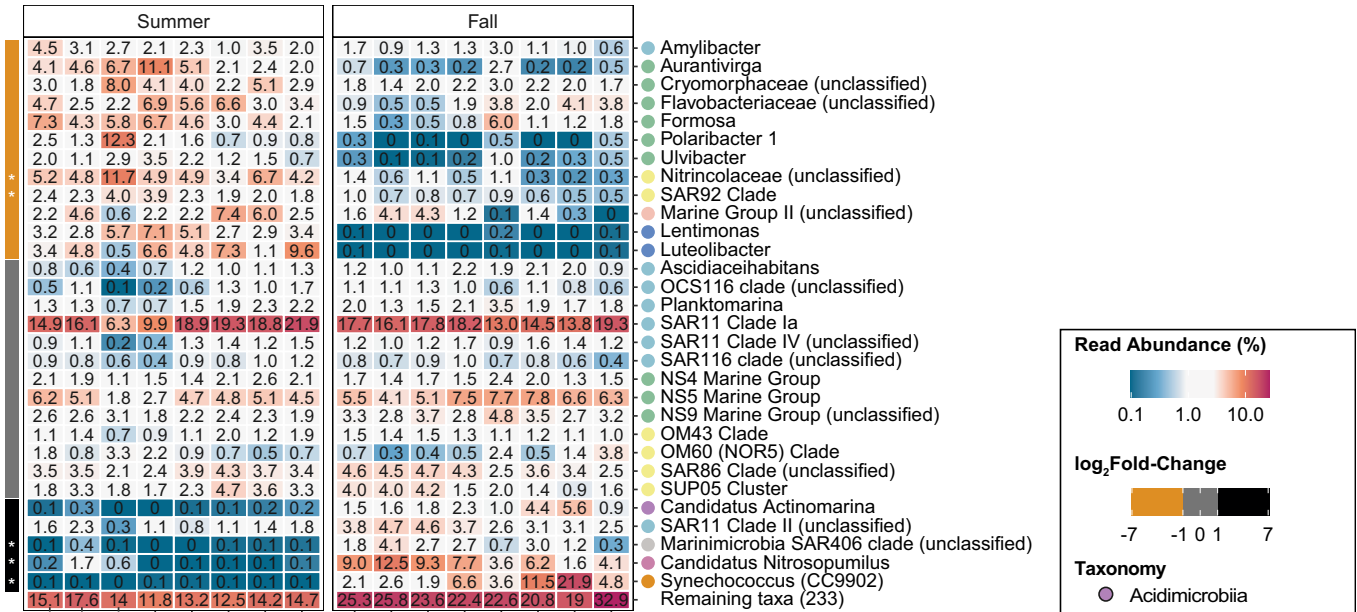 Summer Fall
4.5 3.1 2.7 2.1 2.3 1.0 3.5 2.0 1.7 0.9 1.3 1.3 3.0 1.1 1.0 0.6 Amylibacter
4.1 4.6 6.7 11.1 5.1 2.1 2.4 2.0 0.7 0.3 0.3 0.2 2.7 0.2 0.2 0.5 Aurantivirga
3.0 1.8 8.0 4.1 4.0 2.2 5.1 2.9 1.8 1.4 2.0 2.2 3.0 2.2 2.0 1.7 Cryomorphaceae (unclassified)
4.7 2.5 2.2 6.9 5.6 6.6 3.0 3.4 0.9 0.5 0.5 1.9 3.8 2.0 4.1 3.8 Flavobacteriaceae (unclassified)
7.3 4.3 5.8 6.7 4.6 3.0 4.4 2.1 1.5 0.3 0.5 0.8 6.0 1.1 1.2 1.8 Formosa
2.5 1.3 12.3 2.1 1.6 0.7 0.9 0.8 0.3 0 0.1 0 0.5 0 0 0.5 Polaribacter 1
2.0 1.1 2.9 3.5 2.2 1.2 1.5 0.7 0.3 0.1 0.1 0.2 1.0 0.2 0.3 0.5 Ulvibacter
* 5.2 4.8 11.7 4.9 4.9 3.4 6.7 4.2 1.4 0.6 1.1 0.5 1.1 0.3 0.2 0.3 Nitrincolaceae (unclassified)
* 2.4 2.3 4.0 3.9 2.3 1.9 2.0 1.8 1.0 0.7 0.8 0.7 0.9 0.6 0.5 0.5 SAR92 Clade
2.2 4.6 0.6 2.2 2.2 7.4 6.0 2.5 1.6 4.1 4.3 1.2 0.1 1.4 0.3 0 Marine Group II (unclassified)
3.2 2.8 5.7 7.1 5.1 2.7 2.9 3.4 0.1 0 0 0 0.2 0 0 0.1 Lentimonas
3.4 4.8 0.5 6.6 4.8 7.3 1.1 9.6 0.1 0 0 0 0.1 0 0 0.1 Luteolibacter
0.8 0.6 0.4 0.7 1.2 1.0 1.1 1.3 1.2 1.0 1.1 2.2 1.9 2.1 2.0 0.9 Ascidiaceihabitans
0.5 1.1 0.1 0.2 0.6 1.3 1.0 1.7 1.1 1.1 1.3 1.0 0.6 1.1 0.8 0.6 OCS116 clade (unclassified)
1.3 1.3 0.7 0.7 1.5 1.9 2.3 2.2 2.0 1.3 1.5 2.1 3.5 1.9 1.7 1.8 Planktomarina
14.9 16.1 6.3 9.9 18.9 19.3 18.8 21.9 17.7 16.1 17.8 18.2 13.0 14.5 13.8 19.3 SAR11 Clade Ia
0.9 1.1 0.2 0.4 1.3 1.4 1.2 1.5 1.2 1.0 1.2 1.7 0.9 1.6 1.4 1.2 SAR11 Clade IV (unclassified)
0.9 0.8 0.6 0.4 0.9 0.8 1.0 1.2 0.8 0.7 0.9 1.0 0.7 0.8 0.6 0.4 SAR116 clade (unclassified)
2.1 1.9 1.1 1.5 1.4 2.1 2.6 2.1 1.7 1.4 1.7 1.5 2.4 2.0 1.3 1.5 NS4 Marine Group
6.2 5.1 1.8 2.7 4.7 4.8 5.1 4.5 5.5 4.1 5.1 7.5 7.7 7.8 6.6 6.3 NS5 Marine Group
2.6 2.6 3.1 1.8 2.2 2.4 2.3 1.9 3.3 2.8 3.7 2.8 4.8 3.5 2.7 3.2 NS9 Marine Group (unclassified)
1.1 1.4 0.7 0.9 1.1 2.0 1.2 1.9 1.5 1.4 1.5 1.3 1.1 1.2 1.1 1.0 OM43 Clade
1.8 0.8 3.3 2.2 0.9 0.7 0.5 0.7 0.7 0.3 0.4 0.5 2.4 0.5 1.4 3.8 OM60 (NOR5) Clade
3.5 3.5 2.1 2.4 3.9 4.3 3.7 3.4 4.6 4.5 4.7 4.3 2.5 3.6 3.4 2.5 SAR86 Clade (unclassified)
1.8 3.3 1.8 1.7 2.3 4.7 3.6 3.3 4.0 4.0 4.2 1.5 2.0 1.4 0.9 1.6 SUP05 Cluster
0.1 0.3 0 0 0.1 0.1 0.2 0.2 1.5 1.6 1.8 2.3 1.0 4.4 5.6 0.9 Candidatus Actinomarina
1.6 2.3 0.3 1.1 0.8 1.1 1.4 1.8 3.8 4.7 4.6 3.7 2.6 3.1 3.1 2.5 SAR11 Clade II (unclassified)
* 0.1 0.4 0.1 0 0 0.1 0.1 0.1 1.8 4.1 2.7 2.7 0.7 3.0 1.2 0.3 Marinimicrobia SAR406 clade (unclassified)
* 0.2 1.7 0.6 0 0.1 0.1 0.1 0.1 9.0 12.5 9.3 7.7 3.6 6.2 1.6 4.1 Candidatus Nitrosopumilus
* 0.1 0.1 0 0.1 0.1 0.1 0.1 0.1 2.1 2.6 1.9 6.6 3.6 11.5 21.9 4.8 Synechococcus (CC9902)
15.1 17.6 14 11.8 13.2 12.5 14.2 14.7 25.3 25.8 23.6 22.4 22.6 20.8 19 32.9 Remaining taxa (233)
Read Abundance (%)
0.1 1.0 10.0
log2Fold-Change
-7 -1 0 1 7
Taxonomy
Acidimicrobiia